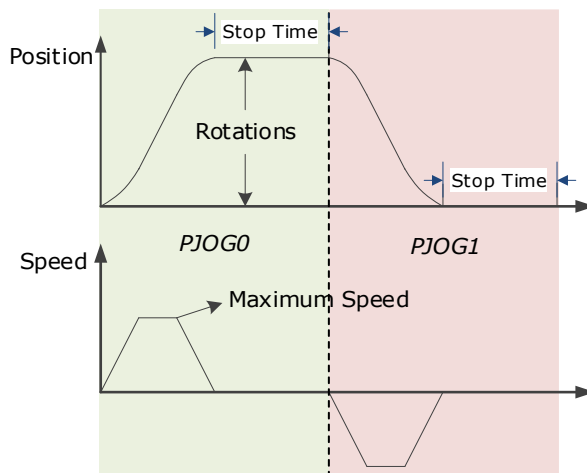 Stop Time
Position
Rotations
Stop Time
PJOG0
PJOG1
Speed
Maximum Speed